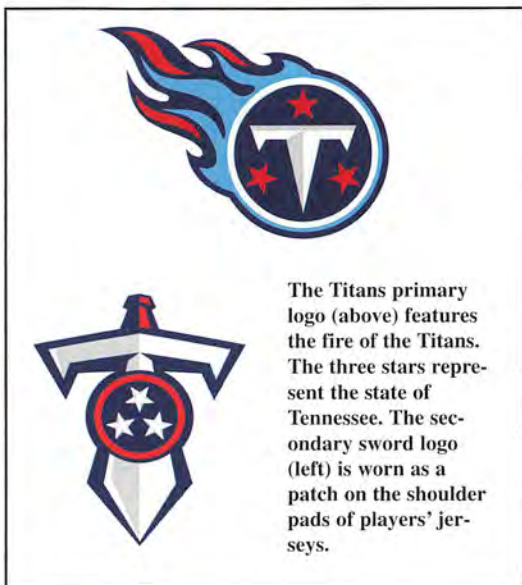 T
The Titans primary
logo (above) features
the fire of the Titans.
The three stars repre-
sent the state of
Tennessee. The sec-
ondary sword logo
(left) is worn as a
patch on the shoulder
pads of players' jer-
seys.